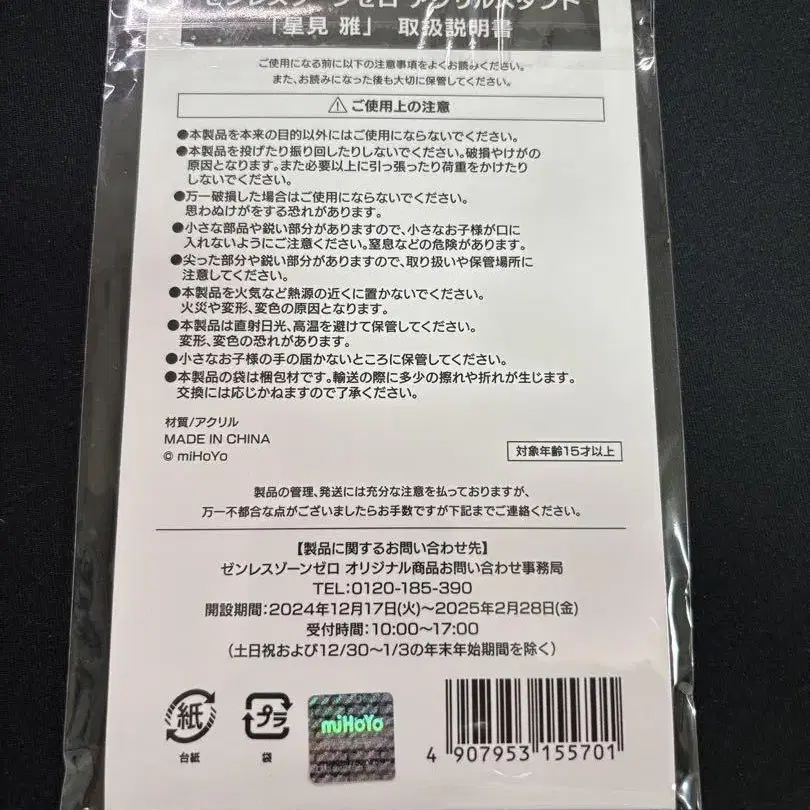 ゼンレスゾーンゼロ アクリルスタンド
「星見 雅」 取扱説明書
ご使用になる前に以下の注意事項をよくお読みください。
また、お読みになった後も大切に保管してください。
ご使用上の注意
●本製品を本来の目的以外にはご使用にならないでください。
●本製品を投げたり振り回したりしないでください。破損やけがの
原因となります。また必要以上に引っ張ったり荷重をかけたり
しないでください。
●万一破損した場合はご使用にならないでください。
思わぬけがをする恐れがあります。
●小さな部品や鋭い部分がありますので、小さなお子様が口に
入れないようにご注意ください。窒息などの危険があります。
●尖った部分や鋭い部分がありますので、取り扱いや保管場所に
注意してください。
●本製品を火気など熱源の近くに置かないでください。
火災や変形、変色の原因となります。
●本製品は直射日光、高温を避けて保管してください。
変形、変色の恐れがあります。
●小さなお子様の手の届かないところに保管してください。
●本製品の袋は梱包材です。輸送の際に多少の擦れや折れが生じます。
交換には応じかねますので了承ください。
材質/アクリル
MADE IN CHINA
© miHoYo
対象年齢15才以上
製品の管理、発送には充分な注意を払っておりますが、
万一不都合な点がございましたらお手数ですが下記までご連絡ください。
【製品に関するお問い合わせ先】
ゼンレスゾーンゼロ オリジナル商品お問い合わせ事務局
TEL:0120-185-390
開設期間:2024年12月17日(火)〜2025年2月28日(金)
受付時間:10:00〜17:00
(土日祝および12/30〜1/3の年末年始期間を除く)
紙
台紙
プラ
袋
miHoYo
4 907953 155701